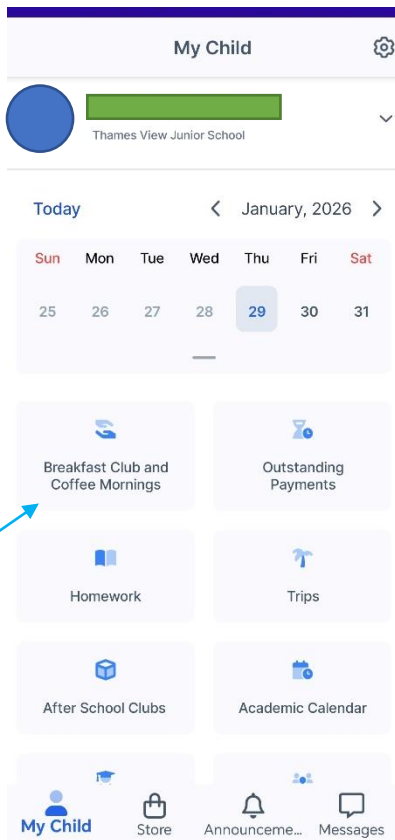 My Child
Thames View Junior School
Today
January, 2026
Sun Mon Tue Wed Thu Fri Sat
25 26 27 28 29 30 31
Breakfast Club and
Coffee Mornings
Outstanding
Payments
Homework
Trips
After School Clubs
Academic Calendar
My Child
Store
Announceme...
Messages